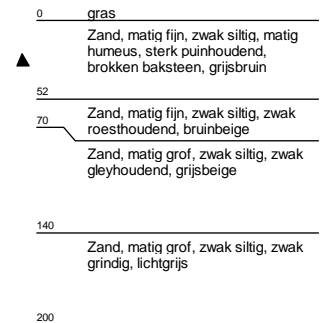 0 gras
Zand, matig fijn, zwak siltig, matig
humeus, sterk puinhoudend,
brokken baksteen, grijsbruin
52
Zand, matig fijn, zwak siltig, zwak
roesthoudend, bruinbeige
70
Zand, matig grof, zwak siltig, zwak
gleyhoudend, grijsbeige
140
Zand, matig grof, zwak siltig, zwak
grindig, lichtgrijs
200